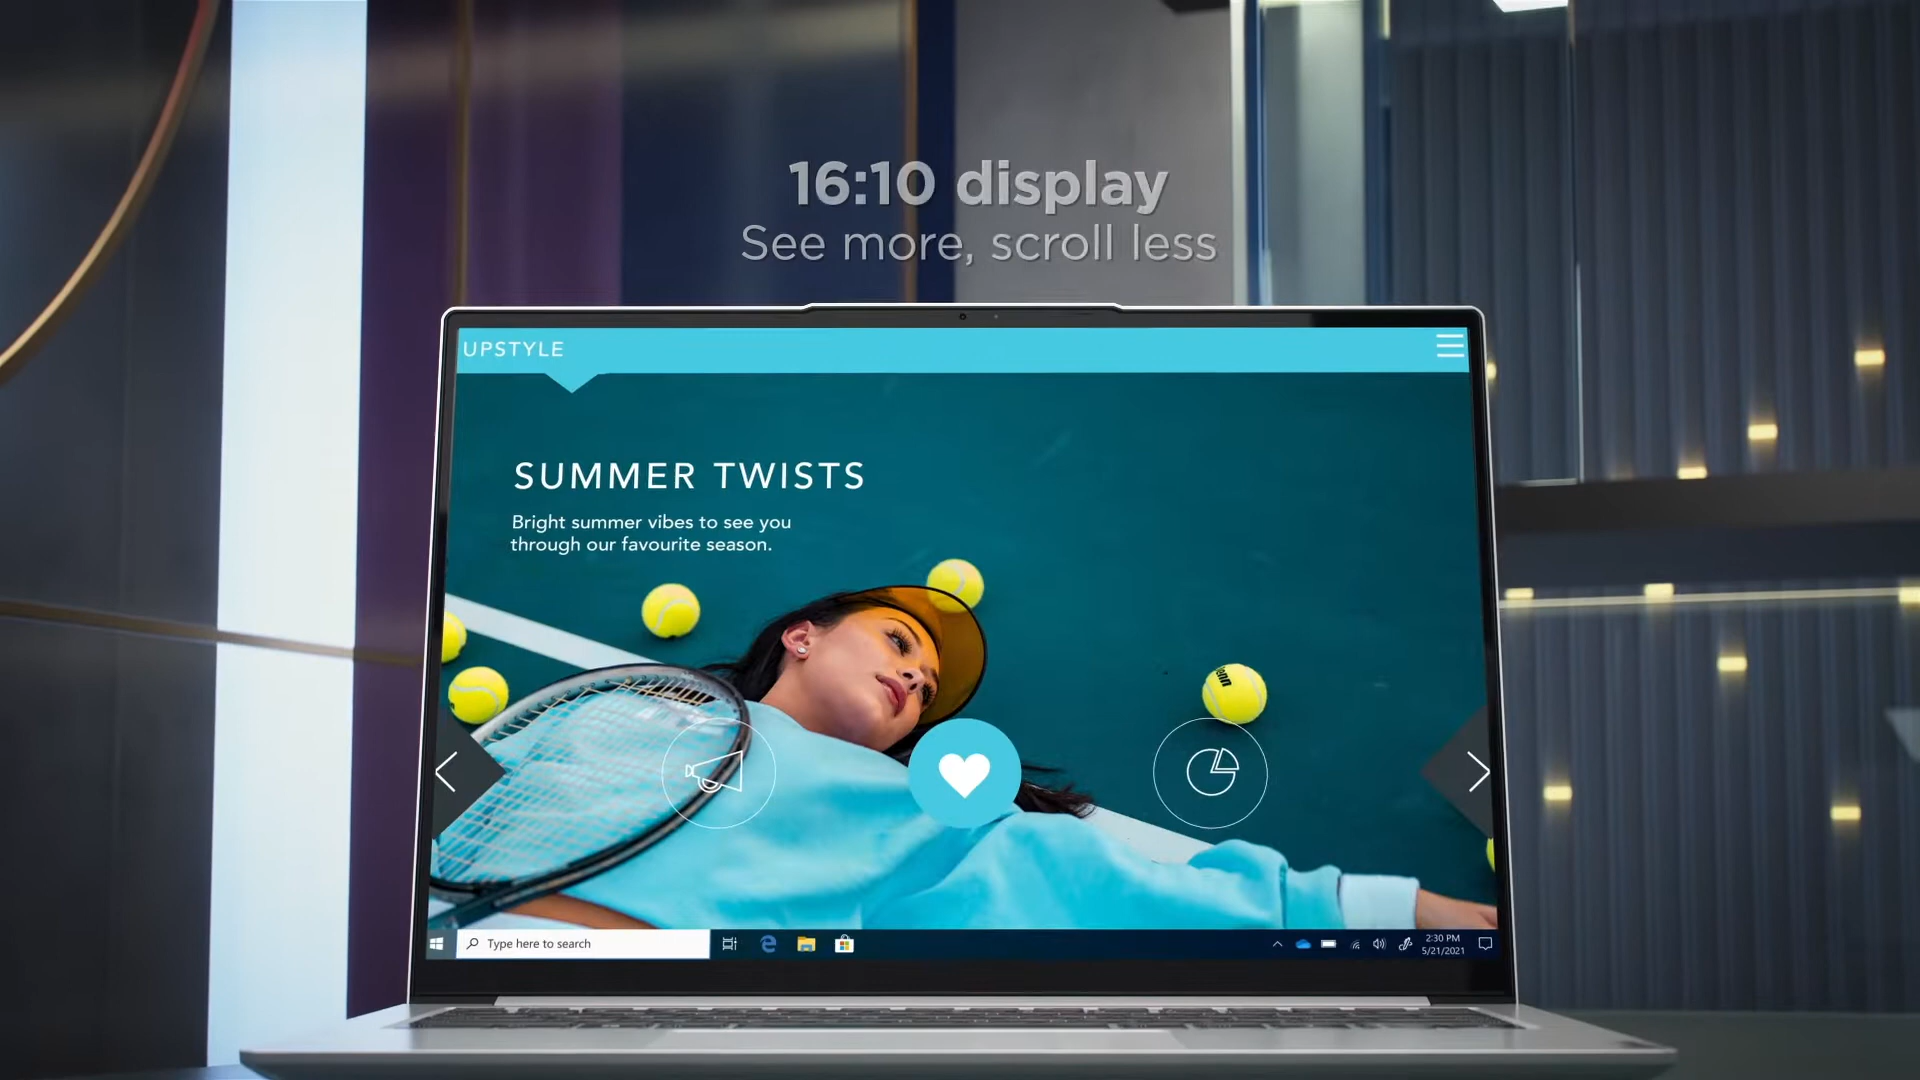 16:10 display
See more, scroll less
UPSTYLE
SUMMER TWISTS
Bright summer vibes to see you
through our favourite season.
Type here to search
2:30 PM
5/21/2021